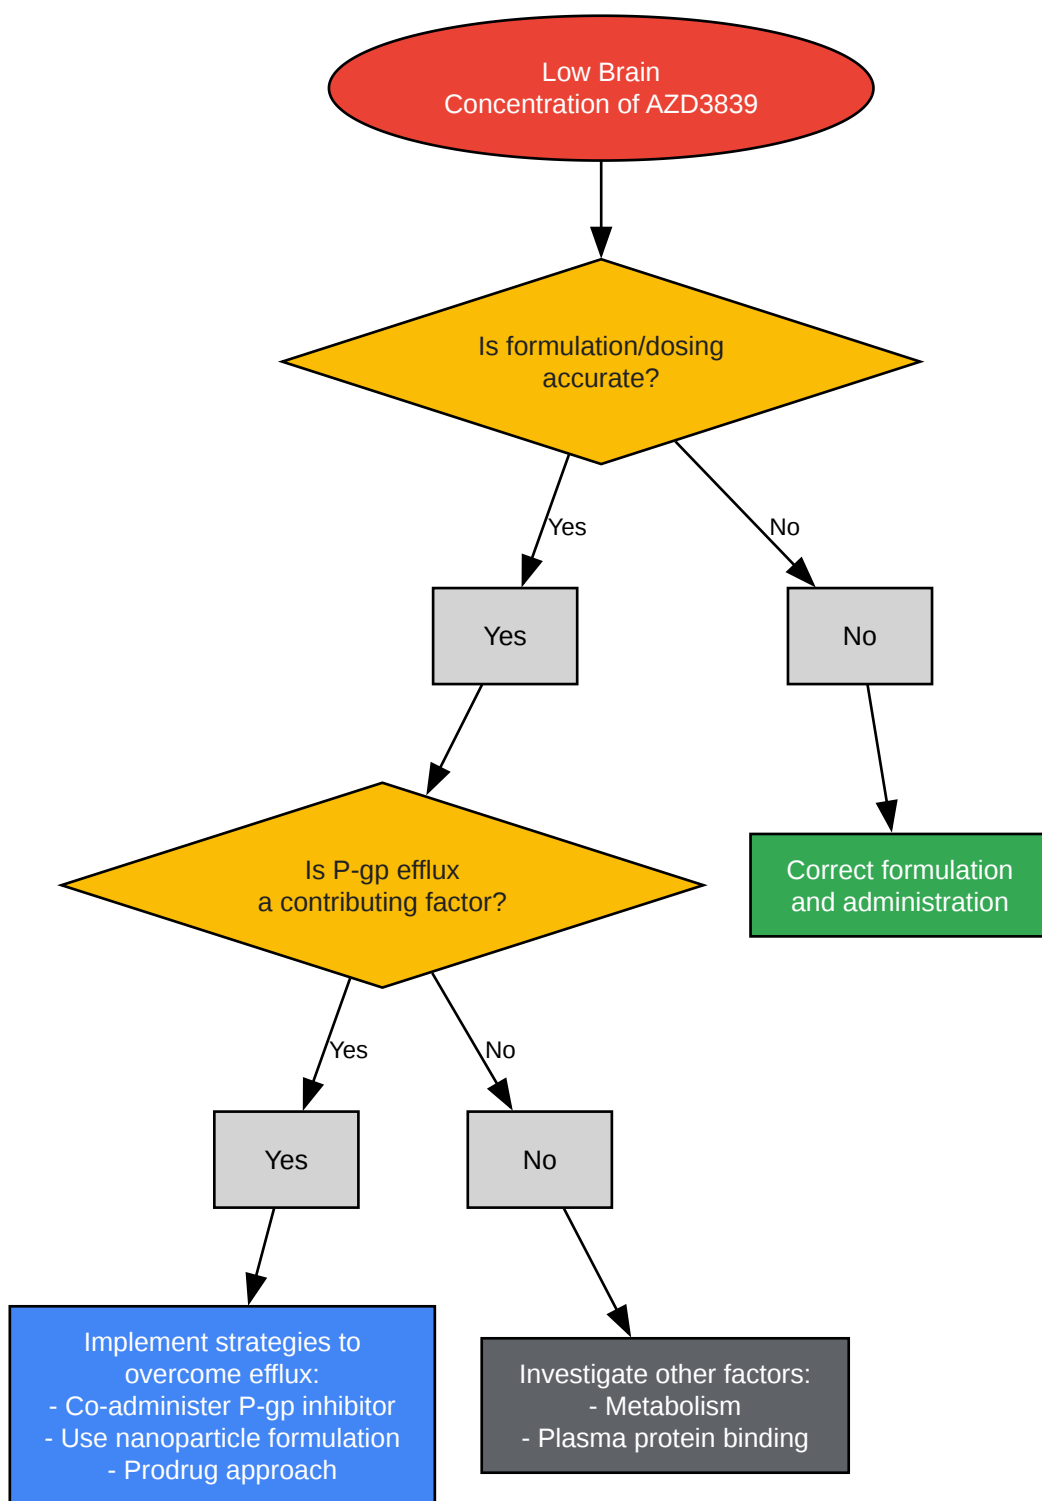 Low Brain
Concentration of AZD3839
Is formulation/dosing
accurate?
Yes
No
Yes
No
Is P-gp efflux
a contributing factor?
Correct formulation
and administration
Yes
No
Yes
No
Implement strategies to
overcome efflux:
- Co-administer P-gp inhibitor
- Use nanoparticle formulation
- Prodrug approach
Investigate other factors:
- Metabolism
- Plasma protein binding